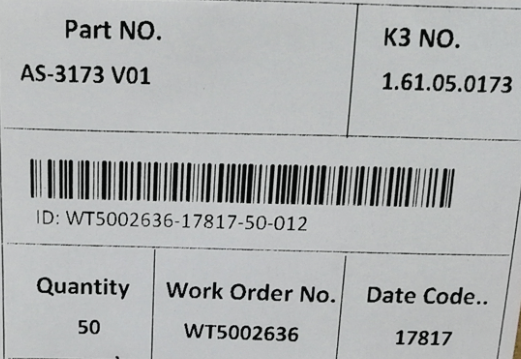 Part NO.
K3 NO.
AS-3173 V01
1.61.05.0173
ID: WT5002636-17817-50-012
Quantity
Work Order No.
Date Code..
50
WT5002636
17817